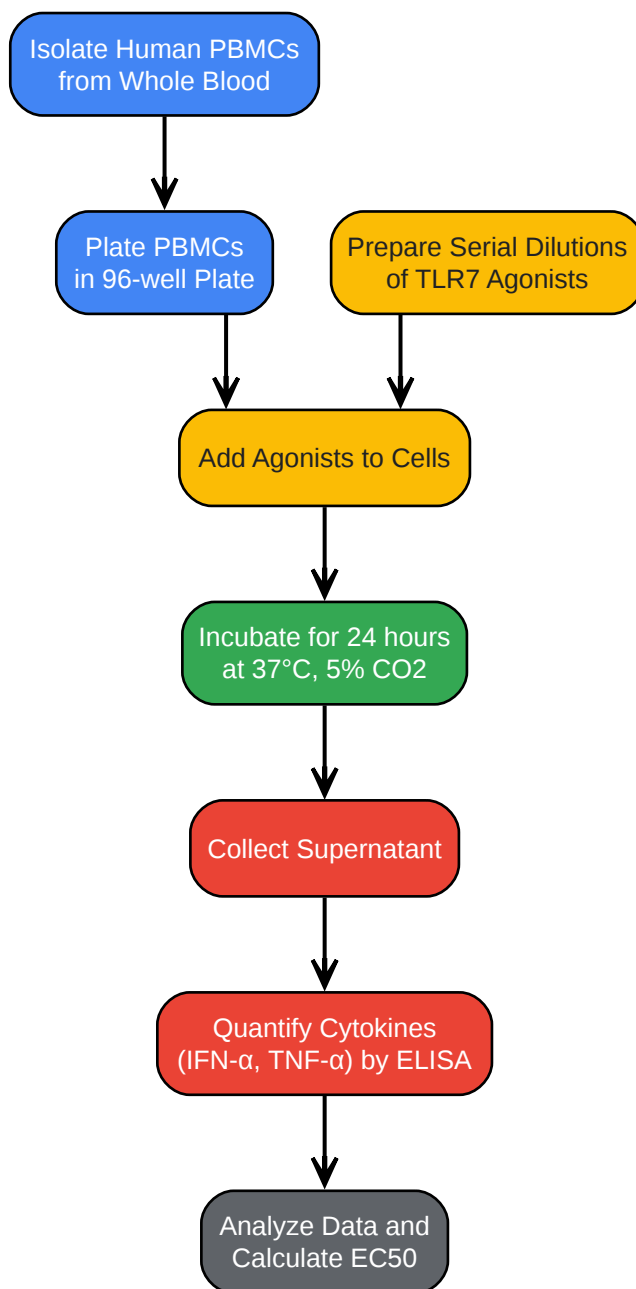 Isolate Human PBMCs
from Whole Blood
Plate PBMCs
in 96-well Plate
Prepare Serial Dilutions
of TLR7 Agonists
Add Agonists to Cells
Incubate for 24 hours
at 37°C, 5% CO2
Collect Supernatant
Quantify Cytokines
(IFN-α, TNF-α) by ELISA
Analyze Data and
Calculate EC50